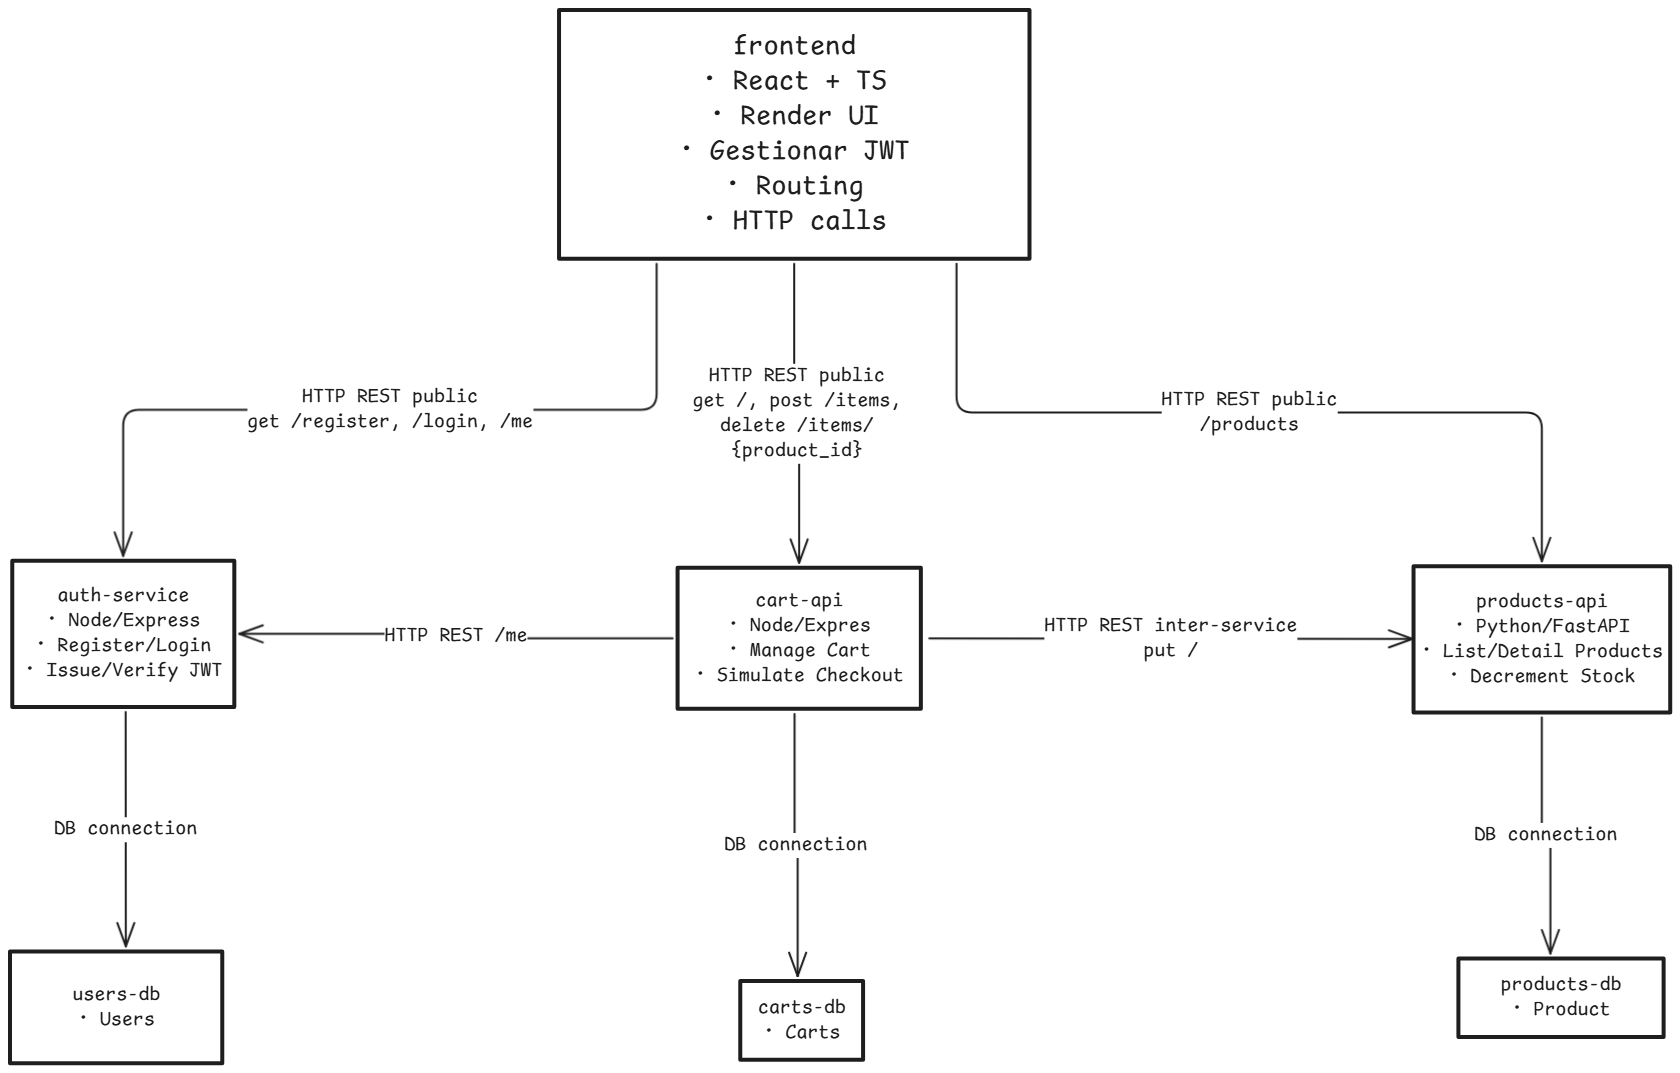 frontend
· React + TS
· Render UI
· Gestionar JWT
· Routing
· HTTP calls
HTTP REST public
get /register, /login, /me
HTTP REST public
get /, post /items,
delete /items/
{product_id}
HTTP REST public
/products
auth-service
· Node/Express
· Register/Login
· Issue/Verify JWT
HTTP REST /me
cart-api
· Node/Expres
· Manage Cart
· Simulate Checkout
HTTP REST inter-service
put /
products-api
· Python/FastAPI
· List/Detail Products
· Decrement Stock
DB connection
DB connection
DB connection
users-db
· Users
carts-db
· Carts
products-db
· Product